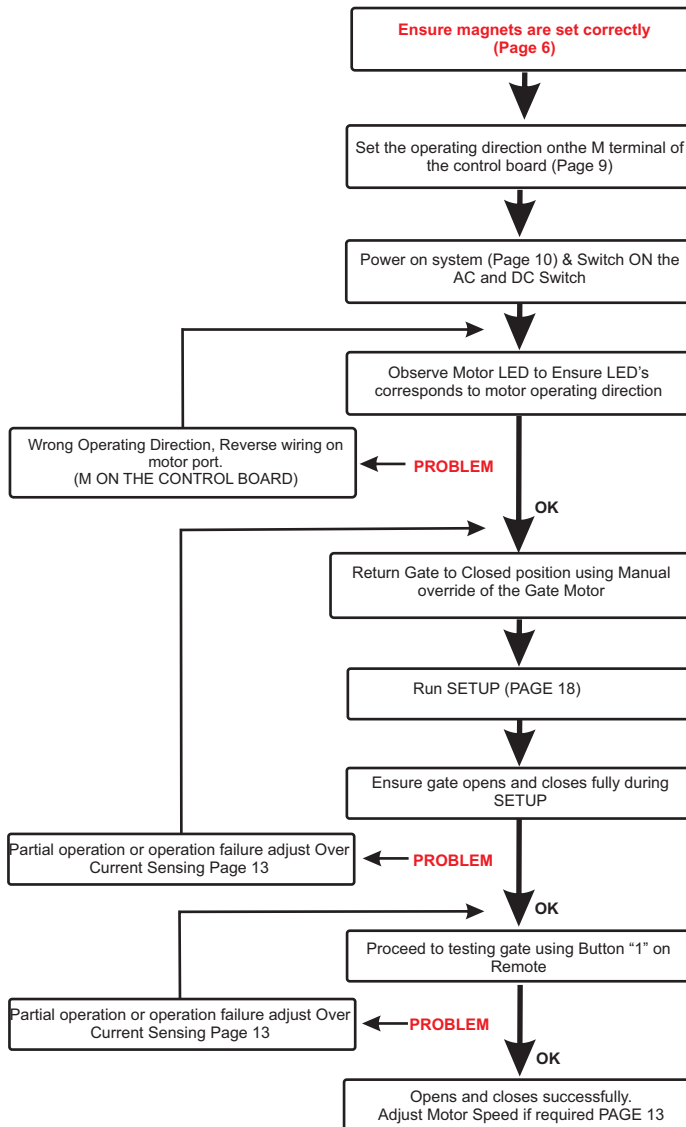 Ensure magnets are set correctly
(Page 6)
Set the operating direction onthe M terminal of
the control board (Page 9)
Power on system (Page 10) & Switch ON the
AC and DC Switch
Observe Motor LED to Ensure LED's
corresponds to motor operating direction
Wrong Operating Direction, Reverse wiring on
motor port.
(M ON THE CONTROL BOARD)
PROBLEM
OK
Return Gate to Closed position using Manual
override of the Gate Motor
Run SETUP (PAGE 18)
Ensure gate opens and closes fully during
SETUP
Partial operation or operation failure adjust Over
Current Sensing Page 13
PROBLEM
OK
Proceed to testing gate using Button “1” on
Remote
Partial operation or operation failure adjust Over
Current Sensing Page 13
PROBLEM
OK
Opens and closes successfully.
Adjust Motor Speed if required PAGE 13